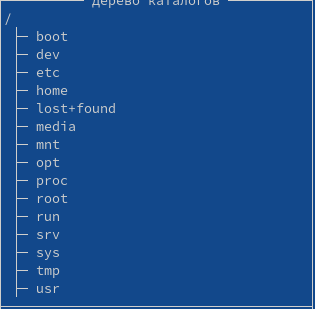 Дерево каталогов
/
boot
dev
etc
home
lost+found
media
mnt
opt
proc
root
run
srv
sys
tmp
usr